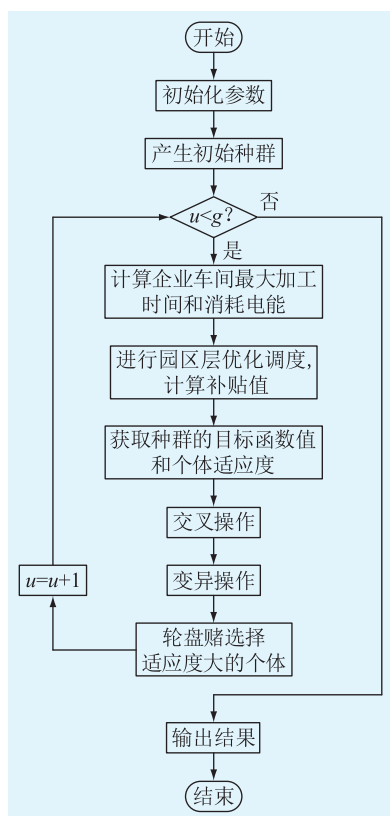 开始
初始化参数
产生初始种群
u<g?
否
是
计算企业车间最大加工
时间和消耗电能
进行园区层优化调度,
计算补贴值
获取种群的目标函数值
和个体适应度
交叉操作
变异操作
u=u+1
轮盘赌选择
适应度大的个体
输出结果
结束